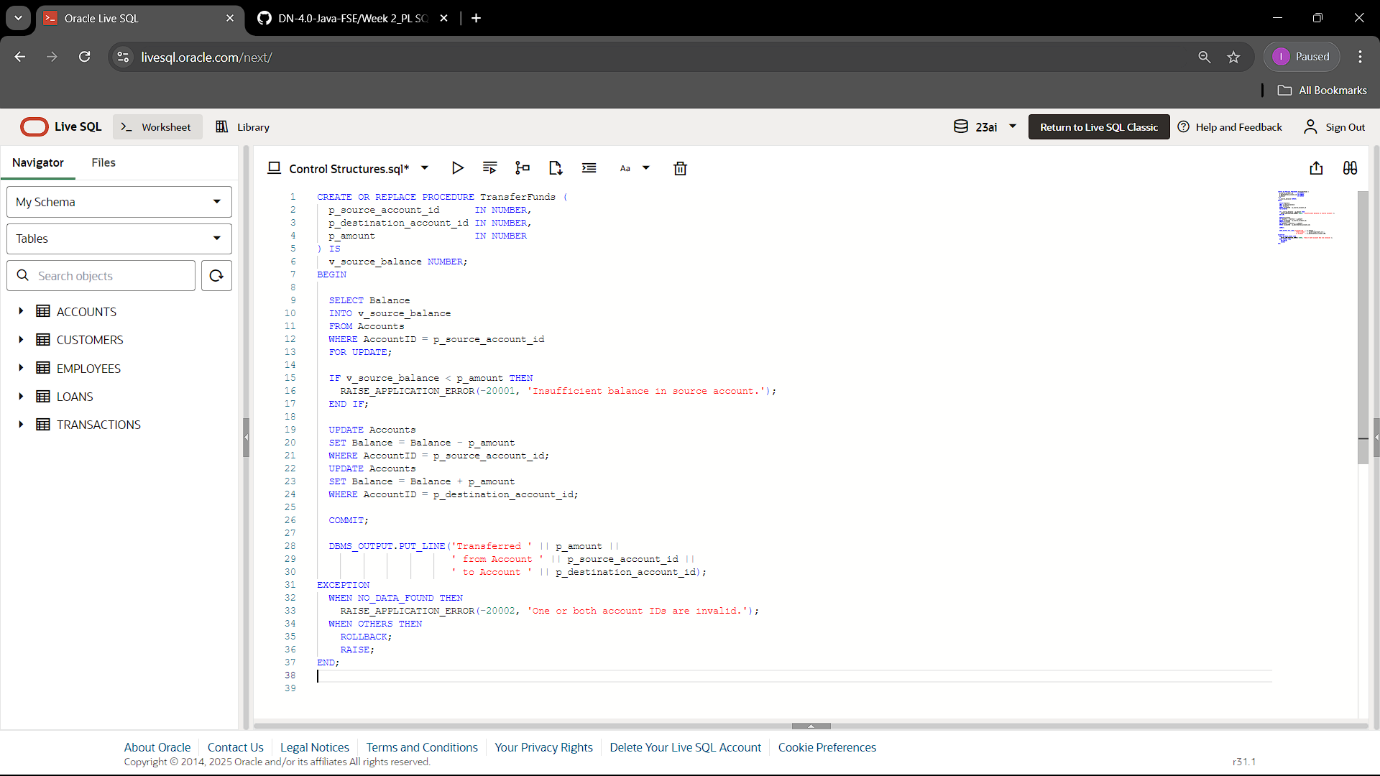 Oracle Live SQL
DN-4.0-Java-FSE/Week 2_PL SQ
livesql.oracle.com/next/
I
Paused
All Bookmarks
Live SQL
Worksheet
Library
23ai
Return to Live SQL Classic
Help and Feedback
Sign Out
Navigator
Files
Control Structures.sql*
Aa
My Schema
Tables
Search objects
ACCOUNTS
CUSTOMERS
EMPLOYEES
LOANS
TRANSACTIONS
1 CREATE OR REPLACE PROCEDURE TransferFunds (
2 p_source_account_id IN NUMBER,
3 p_destination_account_id IN NUMBER,
4 p_amount IN NUMBER
5 ) IS
6 v_source_balance NUMBER;
7 BEGIN
8
9 SELECT Balance
10 INTO v_source_balance
11 FROM Accounts
12 WHERE AccountID = p_source_account_id
13 FOR UPDATE;
14
15 IF v_source_balance < p_amount THEN
16 RAISE_APPLICATION_ERROR(-20001, 'Insufficient balance in source account.');
17 END IF;
18
19 UPDATE Accounts
20 SET Balance = Balance - p_amount
21 WHERE AccountID = p_source_account_id;
22 UPDATE Accounts
23 SET Balance = Balance + p_amount
24 WHERE AccountID = p_destination_account_id;
25
26 COMMIT;
27
28 DBMS_OUTPUT.PUT_LINE('Transferred ' || p_amount ||
29 ' from Account ' || p_source_account_id ||
30 ' to Account ' || p_destination_account_id);
31 EXCEPTION
32 WHEN NO_DATA_FOUND THEN
33 RAISE_APPLICATION_ERROR(-20002, 'One or both account IDs are invalid.');
34 WHEN OTHERS THEN
35 ROLLBACK;
36 RAISE;
37 END;
38
39
About Oracle
Contact Us
Legal Notices
Terms and Conditions
Your Privacy Rights
Delete Your Live SQL Account
Cookie Preferences
Copyright © 2014, 2025 Oracle and/or its affiliates All rights reserved.
r31.1